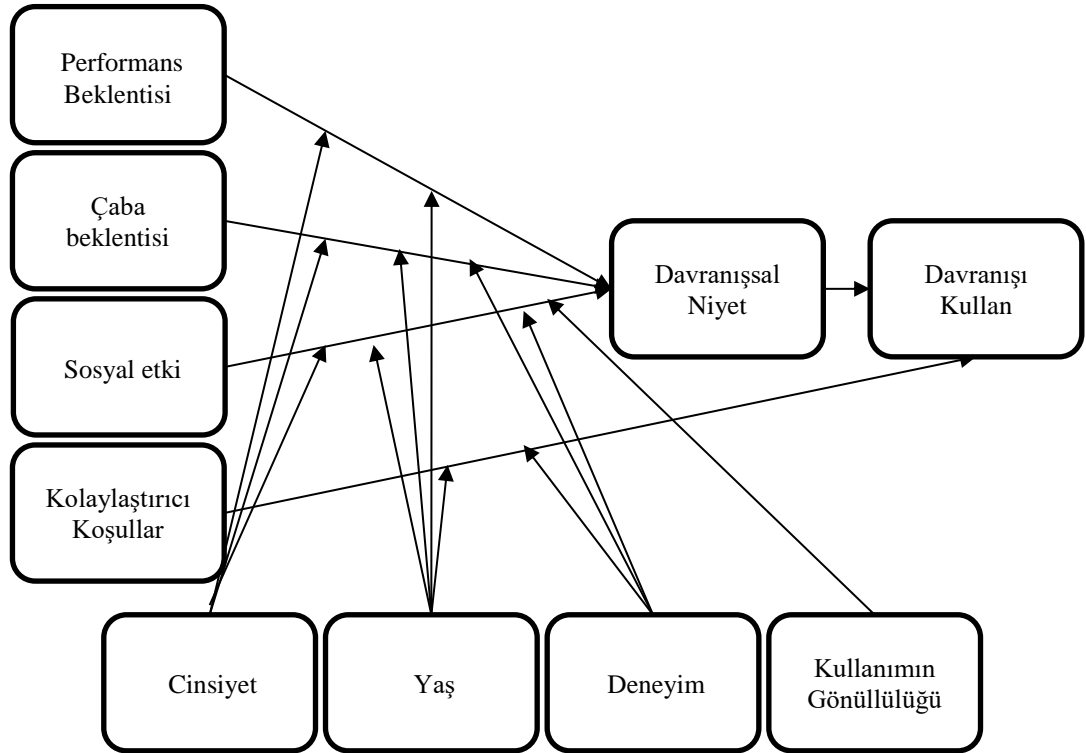 Performans
Beklentisi
Çaba
beklentisi
Sosyal etki
Kolaylaştırıcı
Koşullar
Davranışsal
Niyet
Davranışı
Kullan
Cinsiyet
Yaş
Deneyim
Kullanımın
Gönüllülüğü